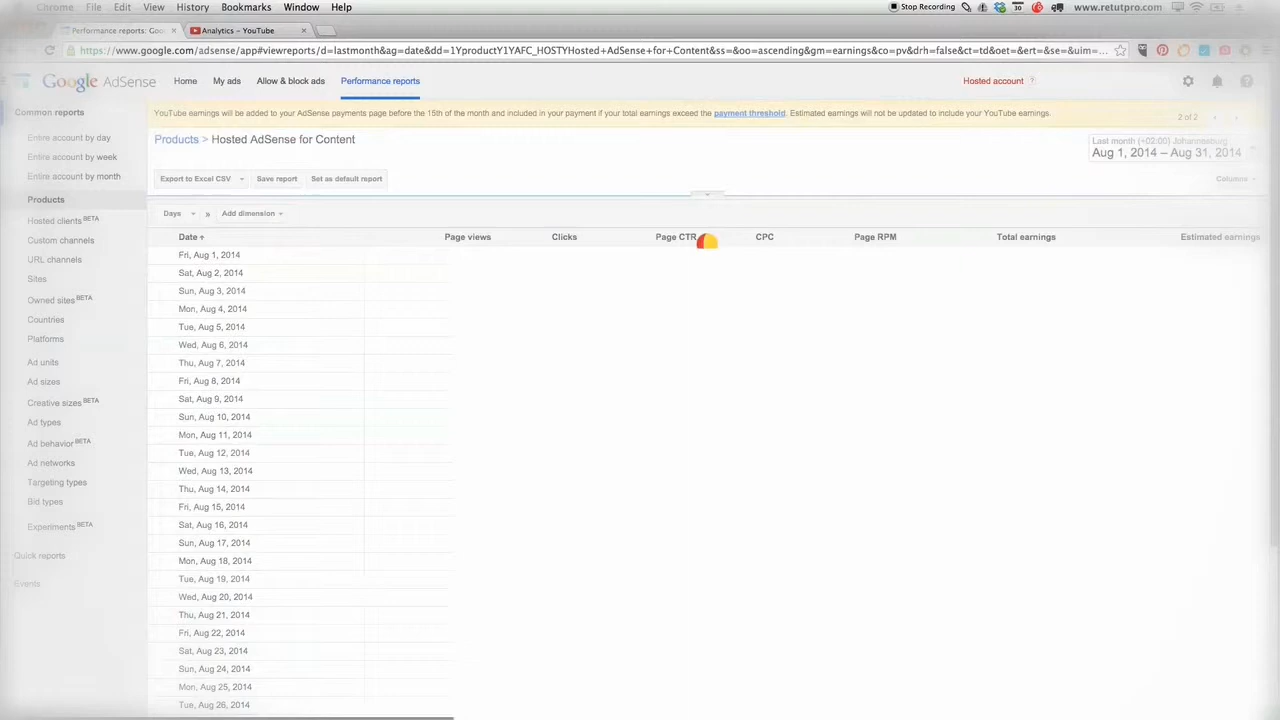 Chrome File Edit View History Bookmarks Window Help Stop Recording 30 www.retutpro.com
Performance reports: Goo × Analytics – YouTube ×
https://www.google.com/adsense/app#viewreports/d=lastmonth&ag=date&dd=1YproductY1YAFC_HOSTYHosted+AdSense+for+Content&ss=&oo=ascending&gm=earnings&co=pv&drh=false&ct=td&oet=&ert=&se=&uim=...
Google AdSense Home My ads Allow & block ads Performance reports Hosted account ?
Common reports
YouTube earnings will be added to your AdSense payments page before the 15th of the month and included in your payment if your total earnings exceed the payment threshold. Estimated earnings will not be updated to include your YouTube earnings. 2 of 2
Products > Hosted AdSense for Content
Last month (+02:00) Johannesburg
Aug 1, 2014 – Aug 31, 2014
Export to Excel CSV Save report Set as default report Columns
Days » Add dimension
Date Page views Clicks Page CTR CPC Page RPM Total earnings Estimated earnings
Entire account by day
Entire account by week
Entire account by month
Products
Hosted clients BETA
Custom channels
URL channels
Sites
Owned sites BETA
Countries
Platforms
Ad units
Ad sizes
Creative sizes BETA
Ad types
Ad behavior BETA
Ad networks
Targeting types
Bid types
Experiments BETA
Quick reports
Events
Fri, Aug 1, 2014
Sat, Aug 2, 2014
Sun, Aug 3, 2014
Mon, Aug 4, 2014
Tue, Aug 5, 2014
Wed, Aug 6, 2014
Thu, Aug 7, 2014
Fri, Aug 8, 2014
Sat, Aug 9, 2014
Sun, Aug 10, 2014
Mon, Aug 11, 2014
Tue, Aug 12, 2014
Wed, Aug 13, 2014
Thu, Aug 14, 2014
Fri, Aug 15, 2014
Sat, Aug 16, 2014
Sun, Aug 17, 2014
Mon, Aug 18, 2014
Tue, Aug 19, 2014
Wed, Aug 20, 2014
Thu, Aug 21, 2014
Fri, Aug 22, 2014
Sat, Aug 23, 2014
Sun, Aug 24, 2014
Mon, Aug 25, 2014
Tue, Aug 26, 2014